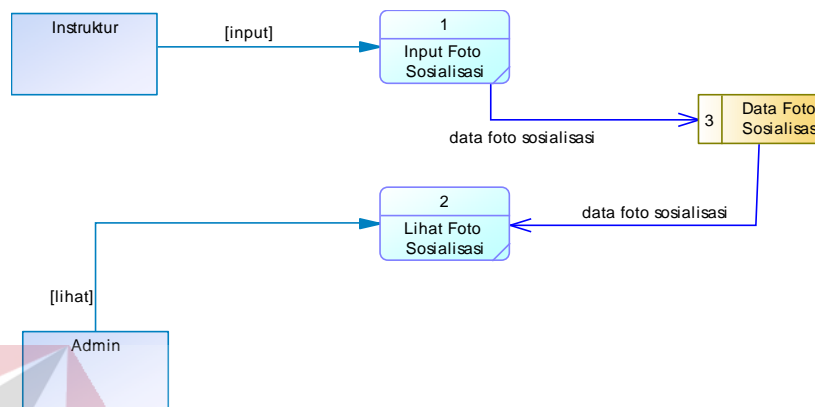 Instruktur
[input]
1
Input Foto
Sosialisasi
data foto sosialisasi
3
Data Foto
2
Lihat Foto
Sosialisasi
data foto sosialisasi
[lihat]
Admin